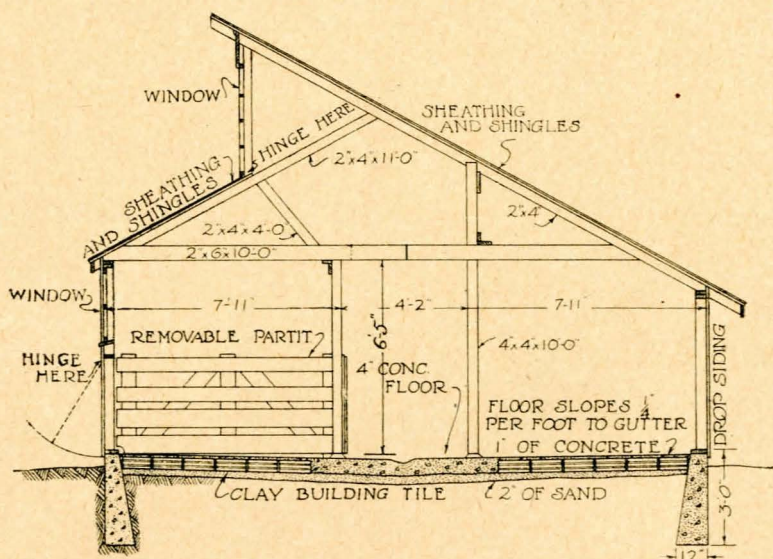 WINDOW
HINGE HERE
SHEATHING
AND SHINGLES
SHEATHING
AND SHINGLES
2"x4"x11'-0"
2"x4"x4'-0"
2"x4"
2"x6"x10'-0"
WINDOW
7'-11"
4'-2"
7'-11"
6'-5"
HINGE
HERE
REMOVABLE PARTIT.
4"x4"x10'-0"
4" CONC.
FLOOR
FLOOR SLOPES 1/4"
PER FOOT TO GUTTER
1" OF CONCRETE
DROP SIDING
CLAY BUILDING TILE
2" OF SAND
3'-0"
12"